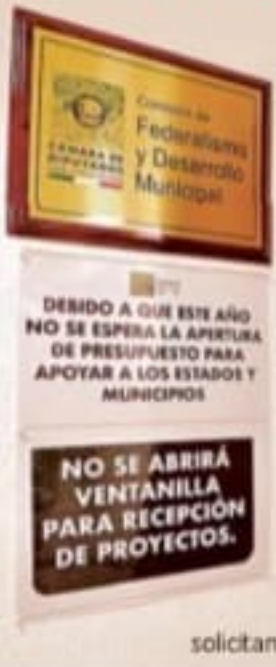 Comisión de
Federalismo
y Desarrollo
Municipal
CÁMARA DE
DIPUTADOS
DEBIDO A QUE ESTE AÑO
NO SE ESPERA LA APERTURA
DE PRESUPUESTO PARA
APOYAR A LOS ESTADOS Y
MUNICIPIOS
NO SE ABRIRÁ
VENTANILLA
PARA RECEPCIÓN
DE PROYECTOS.
solicitan